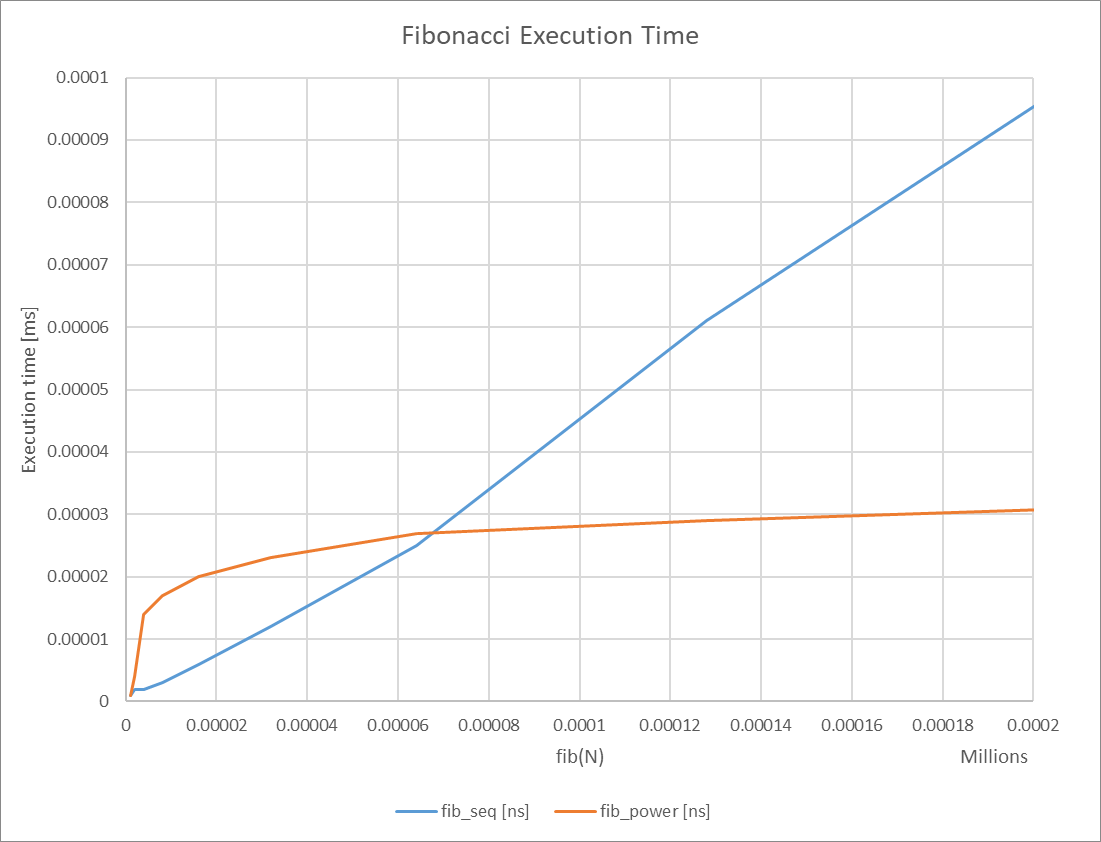 Fibonacci Execution Time
0.0001
0.00009
0.00008
0.00007
0.00006
0.00005
0.00004
0.00003
0.00002
0.00001
0
Execution time [ms]
0 0.00002 0.00004 0.00006 0.00008 0.0001 0.00012 0.00014 0.00016 0.00018 0.0002
fib(N) Millions
fib_seq [ns] fib_power [ns]